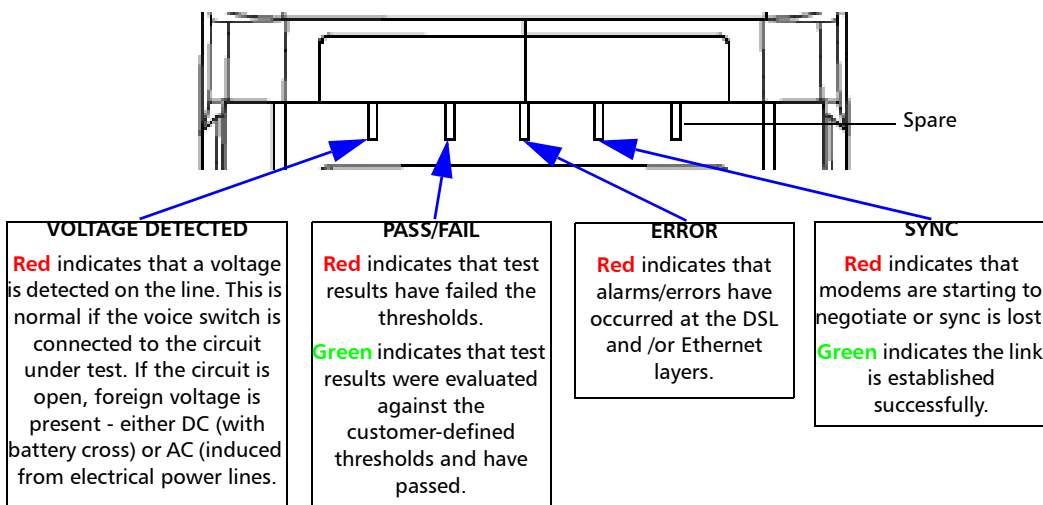 Spare
VOLTAGE DETECTED
Red indicates that a voltage
is detected on the line. This is
normal if the voice switch is
connected to the circuit
under test. If the circuit is
open, foreign voltage is
present - either DC (with
battery cross) or AC (induced
from electrical power lines.
PASS/FAIL
Red indicates that test
results have failed the
thresholds.
Green indicates that test
results were evaluated
against the
customer-defined
thresholds and have
passed.
ERROR
Red indicates that
alarms/errors have
occurred at the DSL
and /or Ethernet
layers.
SYNC
Red indicates that
modems are starting to
negotiate or sync is lost
Green indicates the link
is established
successfully.